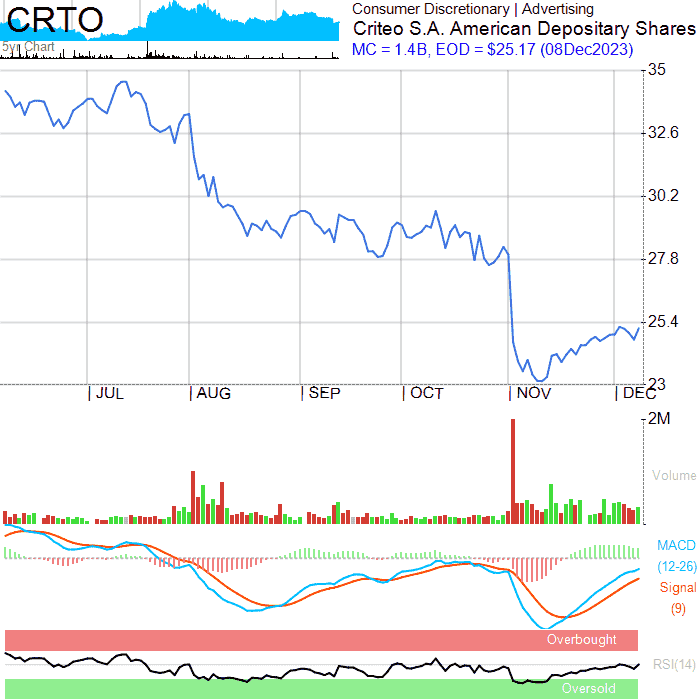 CRTO
5yr Chart
Consumer Discretionary | Advertising
Criteo S.A. American Depositary Shares
MC = 1.4B, EOD = $25.17 (08Dec2023)
35
32.6
30.2
27.8
25.4
23
JUL
AUG
SEP
OCT
NOV
DEC
2M
Volume
MACD
(12-26)
Signal
(9)
Overbought
RSI(14)
Oversold